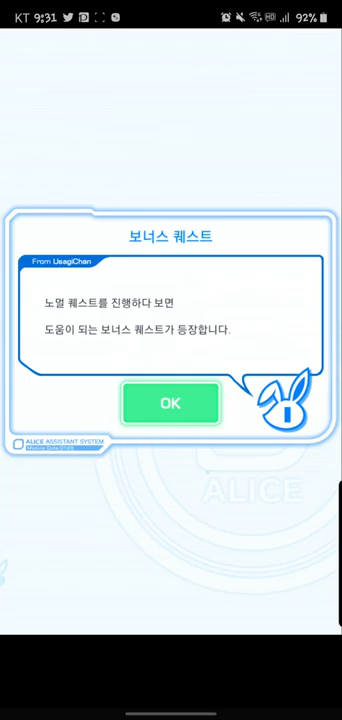 KT 9:31 92%
보너스 퀘스트
From UsagiChan
노멀 퀘스트를 진행하다 보면
도움이 되는 보너스 퀘스트가 등장합니다.
OK
ALICE ASSISTANT SYSTEM
ALICE